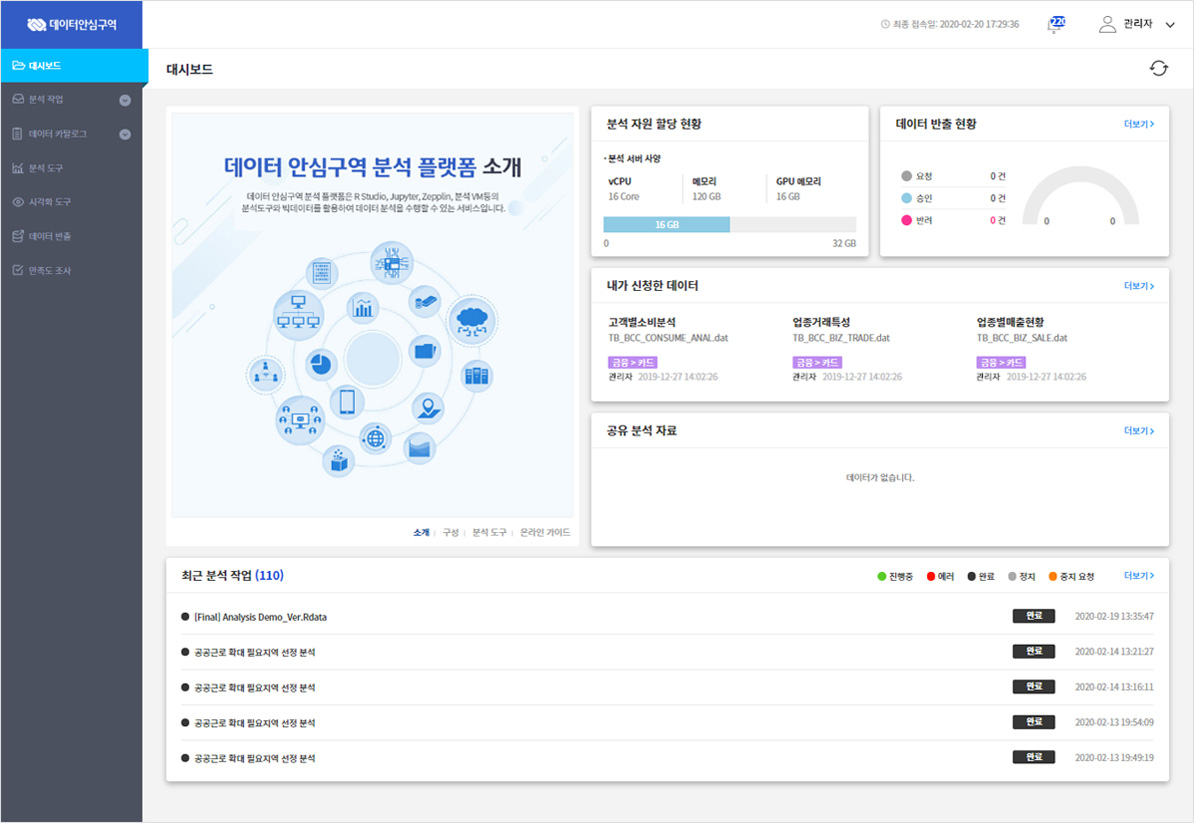 데이터안심구역
최종 접속일: 2020-02-20 17:29:36
220
관리자
대시보드
분석 작업
데이터 카탈로그
분석 도구
시각화 도구
데이터 반출
만족도 조사
대시보드
데이터 안심구역 분석 플랫폼 소개
데이터 안심구역 분석 플랫폼은 R Studio, Jupyter, Zepplin, 분석 VM등의
분석도구와 빅데이터를 활용하여 데이터 분석을 수행할 수 있는 서비스입니다.
소개 | 구성 | 분석 도구 | 온라인 가이드
분석 자원 할당 현황
· 분석 서버 사양
vCPU 메모리 GPU 메모리
16 Core 120 GB 16 GB
16 GB
0 32 GB
데이터 반출 현황 더보기 >
요청 0 건
승인 0 건
반려 0 건
0 0
내가 신청한 데이터 더보기 >
고객별소비분석
TB_BCC_CONSUME_ANAL.dat
금융 > 카드
관리자 2019-12-27 14:02:26
업종거래특성
TB_BCC_BIZ_TRADE.dat
금융 > 카드
관리자 2019-12-27 14:02:26
업종별매출현황
TB_BCC_BIZ_SALE.dat
금융 > 카드
관리자 2019-12-27 14:02:26
공유 분석 자료 더보기 >
데이터가 없습니다.
최근 분석 작업 (110) 진행중 에러 완료 정지 중지 요청 더보기 >
[Final] Analysis Demo_Ver.Rdata 완료 2020-02-19 13:35:47
공공근로 확대 필요지역 선정 분석 완료 2020-02-14 13:21:27
공공근로 확대 필요지역 선정 분석 완료 2020-02-14 13:16:11
공공근로 확대 필요지역 선정 분석 완료 2020-02-13 19:54:09
공공근로 확대 필요지역 선정 분석 완료 2020-02-13 19:49:19